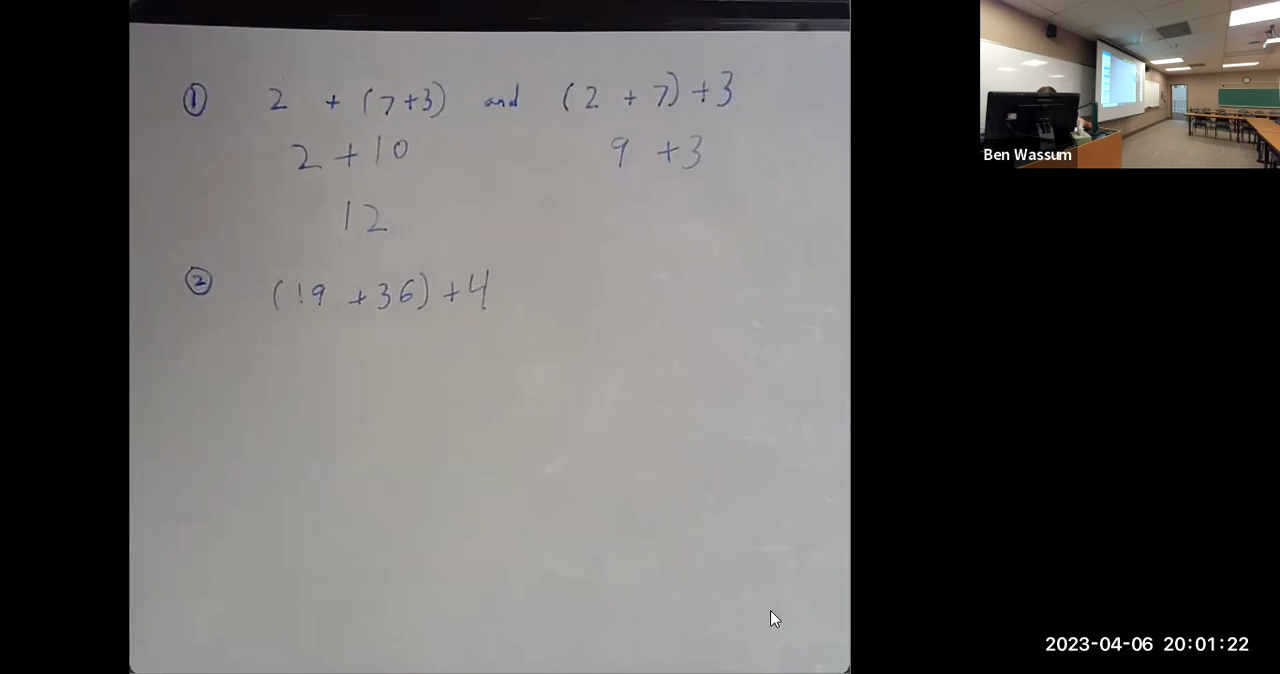 ① 2 + (7+3) and (2 + 7) +3
2 + 10 9 +3
12
② (19 +36) +4
Ben Wassum
2023-04-06 20:01:22